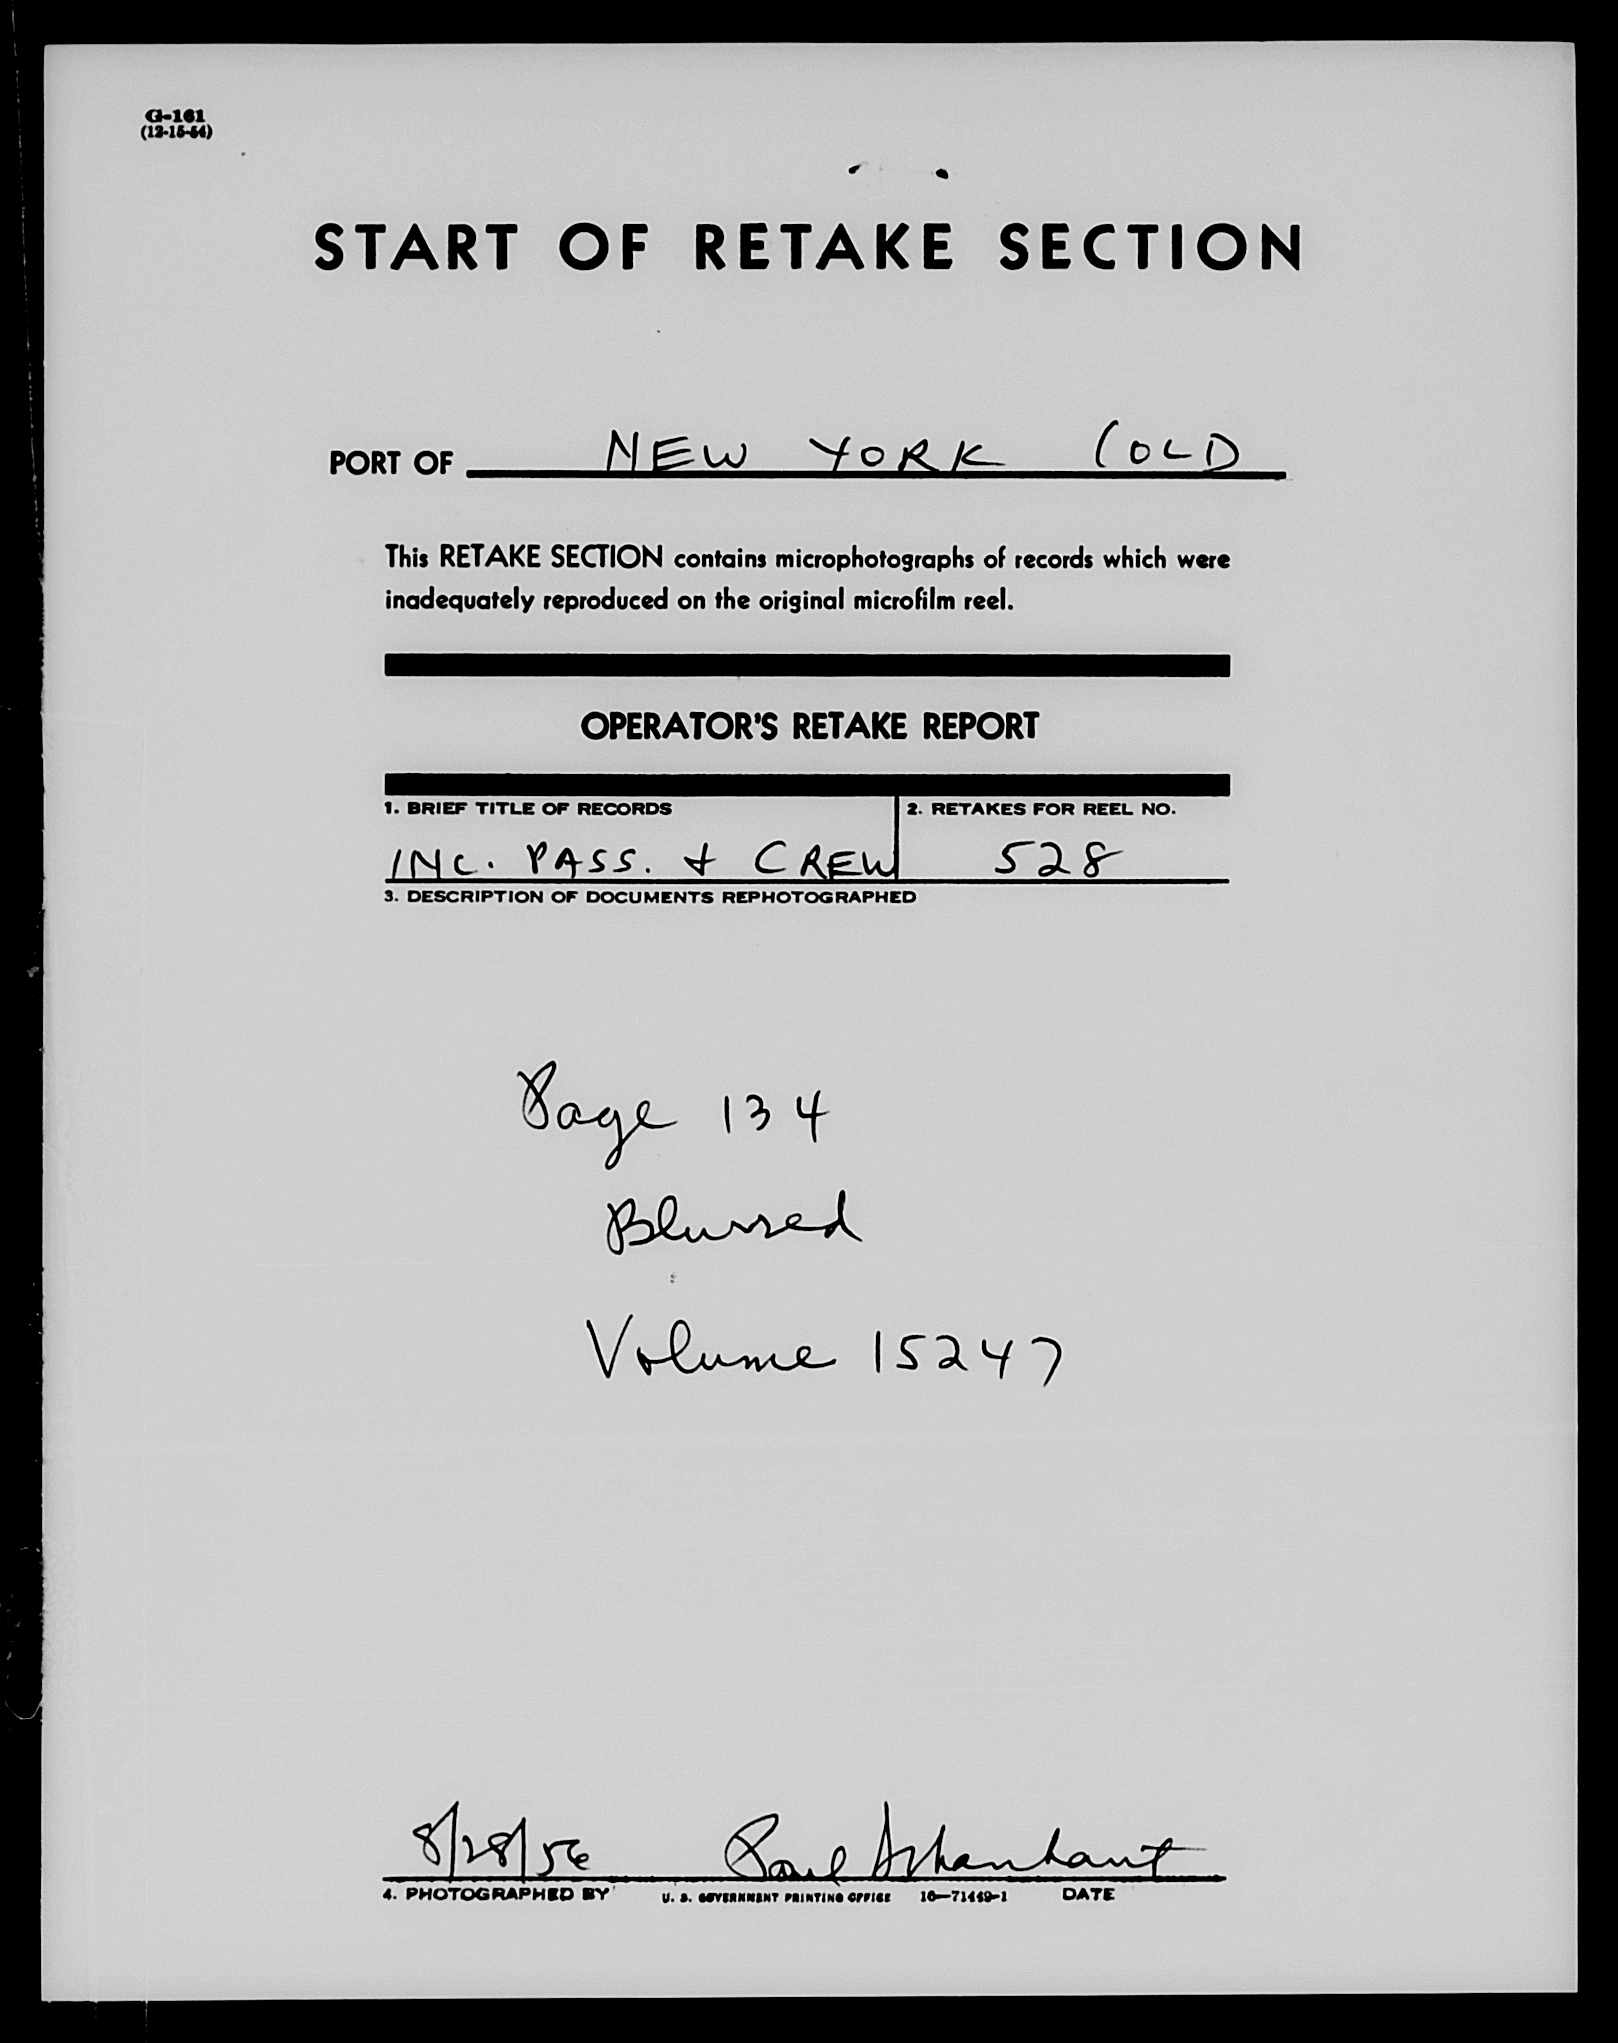 G-161
(12-15-54)
START OF RETAKE SECTION
PORT OF NEW YORK (OLD
This RETAKE SECTION contains microphotographs of records which were
inadequately reproduced on the original microfilm reel.
OPERATOR'S RETAKE REPORT
1. BRIEF TITLE OF RECORDS 2. RETAKES FOR REEL NO.
INC. PASS. + CREW 528
3. DESCRIPTION OF DOCUMENTS REPHOTOGRAPHED
Page 134
Blurred
Volume 15247
8/28/56 Paul
4. PHOTOGRAPHED BY U. S. GOVERNMENT PRINTING OFFICE 16—71449-1 DATE